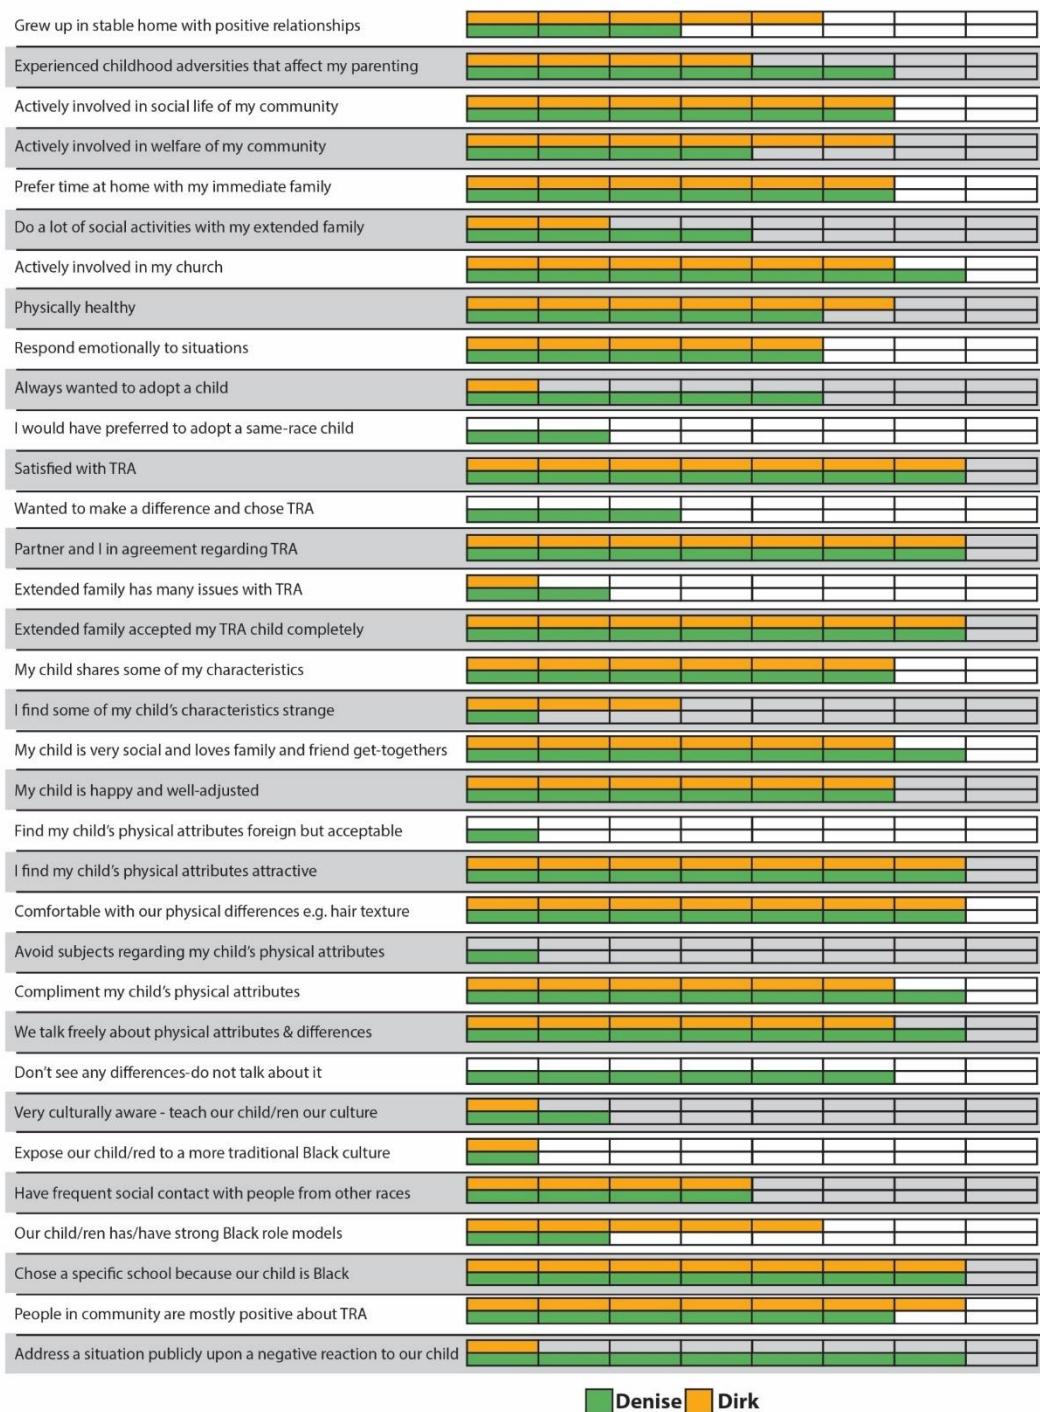 Grew up in stable home with positive relationships
Experienced childhood adversities that affect my parenting
Actively involved in social life of my community
Actively involved in welfare of my community
Prefer time at home with my immediate family
Do a lot of social activities with my extended family
Actively involved in my church
Physically healthy
Respond emotionally to situations
Always wanted to adopt a child
I would have preferred to adopt a same-race child
Satisfied with TRA
Wanted to make a difference and chose TRA
Partner and I in agreement regarding TRA
Extended family has many issues with TRA
Extended family accepted my TRA child completely
My child shares some of my characteristics
I find some of my child's characteristics strange
My child is very social and loves family and friend get-togethers
My child is happy and well-adjusted
Find my child's physical attributes foreign but acceptable
I find my child's physical attributes attractive
Comfortable with our physical differences e.g. hair texture
Avoid subjects regarding my child's physical attributes
Compliment my child's physical attributes
We talk freely about physical attributes & differences
Don't see any differences-do not talk about it
Very culturally aware - teach our child/ren our culture
Expose our child/red to a more traditional Black culture
Have frequent social contact with people from other races
Our child/ren has/have strong Black role models
Chose a specific school because our child is Black
People in community are mostly positive about TRA
Address a situation publicly upon a negative reaction to our child
Denise Dirk